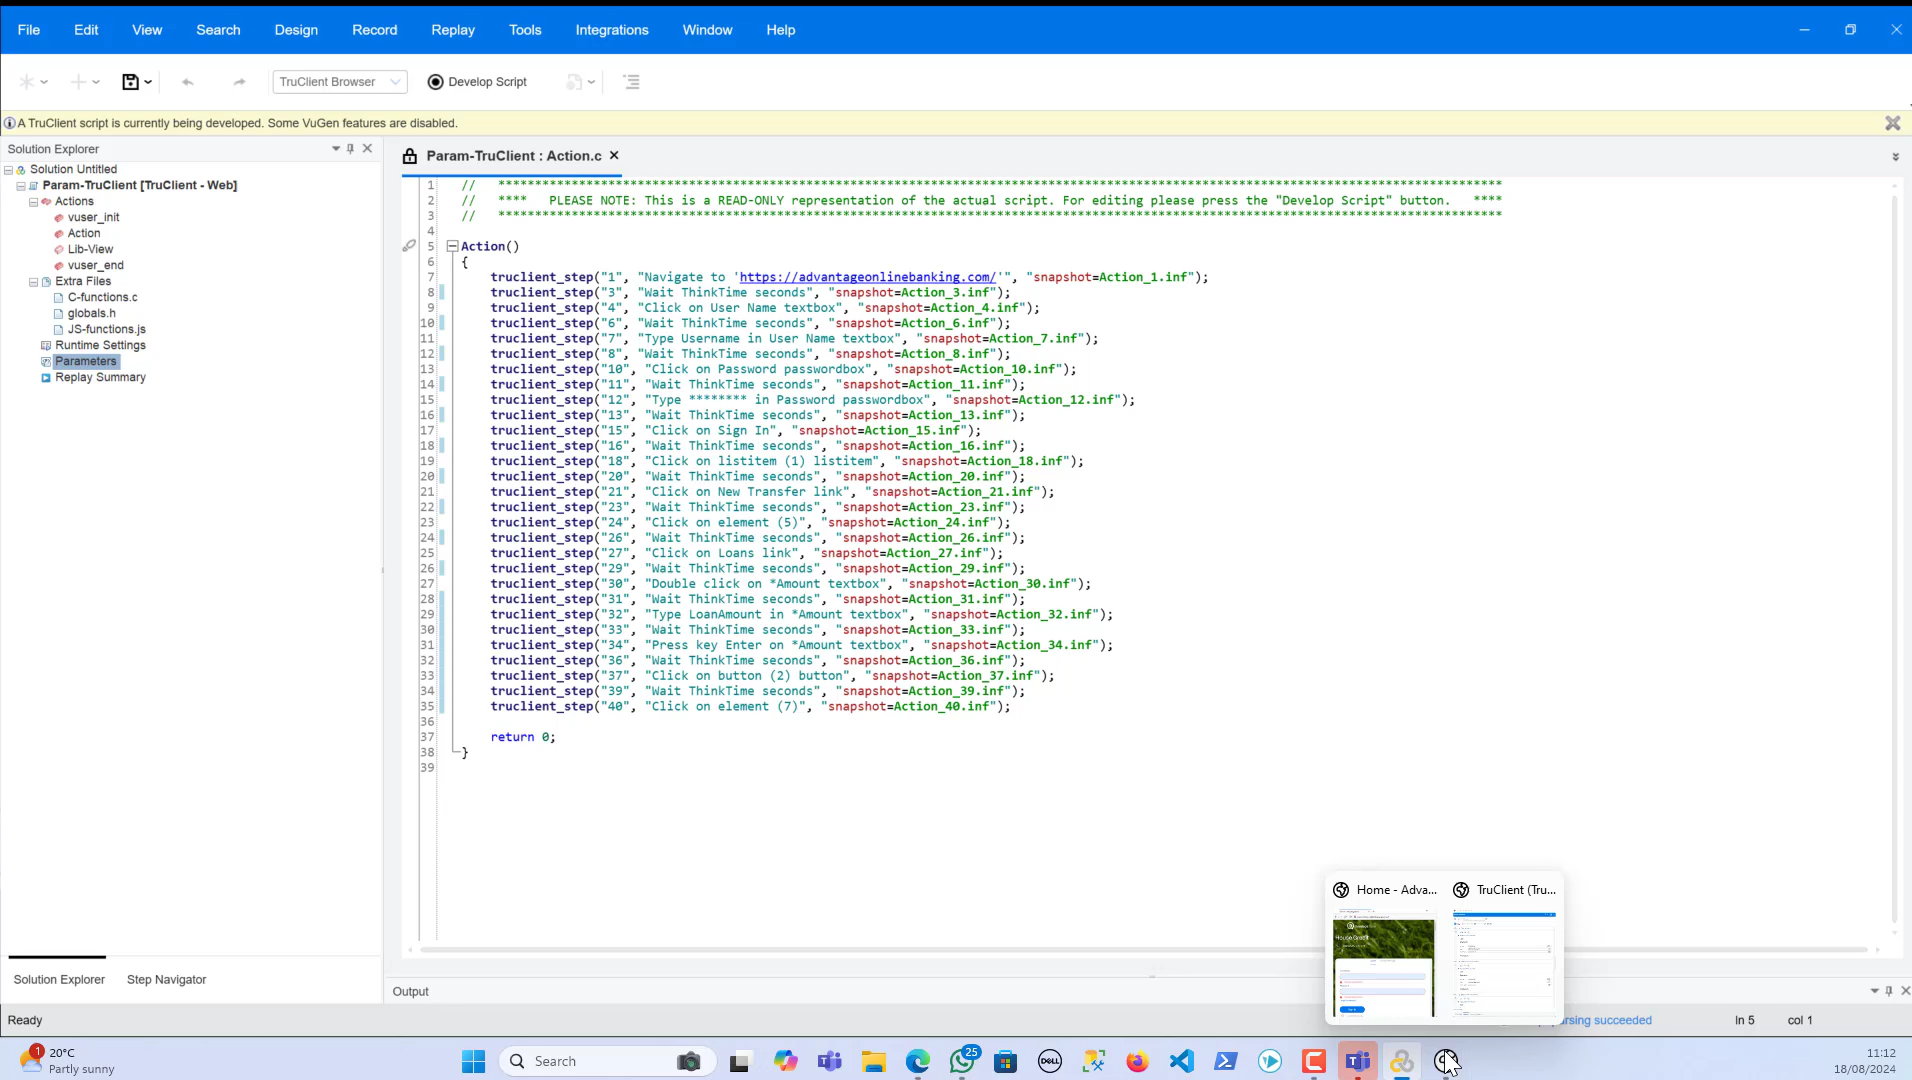 File Edit View Search Design Record Replay Tools Integrations Window Help
TruClient Browser Develop Script
A TruClient script is currently being developed. Some VuGen features are disabled.
Solution Explorer
Solution Untitled
Param-TruClient [TruClient - Web]
Actions
vuser_init
Action
Lib-View
vuser_end
Extra Files
C-functions.c
globals.h
JS-functions.js
Runtime Settings
Parameters
Replay Summary
Param-TruClient : Action.c
1 // *****************************************************************************************************************************************
2 // **** PLEASE NOTE: This is a READ-ONLY representation of the actual script. For editing please press the "Develop Script" button. ****
3 // *****************************************************************************************************************************************
4
5 Action()
6 {
7 truclient_step("1", "Navigate to 'https://advantageonlinebanking.com/'", "snapshot=Action_1.inf");
8 truclient_step("3", "Wait ThinkTime seconds", "snapshot=Action_3.inf");
9 truclient_step("4", "Click on User Name textbox", "snapshot=Action_4.inf");
10 truclient_step("6", "Wait ThinkTime seconds", "snapshot=Action_6.inf");
11 truclient_step("7", "Type Username in User Name textbox", "snapshot=Action_7.inf");
12 truclient_step("8", "Wait ThinkTime seconds", "snapshot=Action_8.inf");
13 truclient_step("10", "Click on Password passwordbox", "snapshot=Action_10.inf");
14 truclient_step("11", "Wait ThinkTime seconds", "snapshot=Action_11.inf");
15 truclient_step("12", "Type ******** in Password passwordbox", "snapshot=Action_12.inf");
16 truclient_step("13", "Wait ThinkTime seconds", "snapshot=Action_13.inf");
17 truclient_step("15", "Click on Sign In", "snapshot=Action_15.inf");
18 truclient_step("16", "Wait ThinkTime seconds", "snapshot=Action_16.inf");
19 truclient_step("18", "Click on listitem (1) listitem", "snapshot=Action_18.inf");
20 truclient_step("20", "Wait ThinkTime seconds", "snapshot=Action_20.inf");
21 truclient_step("21", "Click on New Transfer link", "snapshot=Action_21.inf");
22 truclient_step("23", "Wait ThinkTime seconds", "snapshot=Action_23.inf");
23 truclient_step("24", "Click on element (5)", "snapshot=Action_24.inf");
24 truclient_step("26", "Wait ThinkTime seconds", "snapshot=Action_26.inf");
25 truclient_step("27", "Click on Loans link", "snapshot=Action_27.inf");
26 truclient_step("29", "Wait ThinkTime seconds", "snapshot=Action_29.inf");
27 truclient_step("30", "Double click on *Amount textbox", "snapshot=Action_30.inf");
28 truclient_step("31", "Wait ThinkTime seconds", "snapshot=Action_31.inf");
29 truclient_step("32", "Type LoanAmount in *Amount textbox", "snapshot=Action_32.inf");
30 truclient_step("33", "Wait ThinkTime seconds", "snapshot=Action_33.inf");
31 truclient_step("34", "Press key Enter on *Amount textbox", "snapshot=Action_34.inf");
32 truclient_step("36", "Wait ThinkTime seconds", "snapshot=Action_36.inf");
33 truclient_step("37", "Click on button (2) button", "snapshot=Action_37.inf");
34 truclient_step("39", "Wait ThinkTime seconds", "snapshot=Action_39.inf");
35 truclient_step("40", "Click on element (7)", "snapshot=Action_40.inf");
36
37 return 0;
38 }
39
Home - Adva... TruClient (Tru...
Solution Explorer Step Navigator
Output
Ready rsing succeeded ln 5 col 1
1 20°C
Partly sunny
Search
25
DELL
11:12
18/08/2024